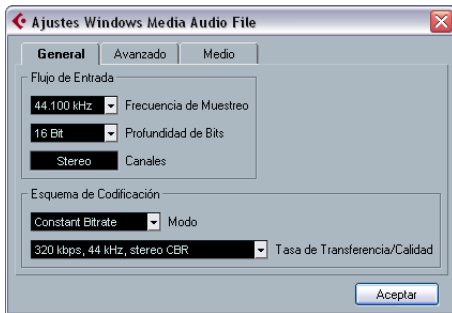 Ajustes Windows Media Audio File
General Avanzado Medio
Flujo de Entrada
44.100 kHz Frecuencia de Muestreo
16 Bit Profundidad de Bits
Stereo Canales
Esquema de Codificación
Constant Bitrate Modo
320 kbps, 44 kHz, stereo CBR Tasa de Transferencia/Calidad
Aceptar